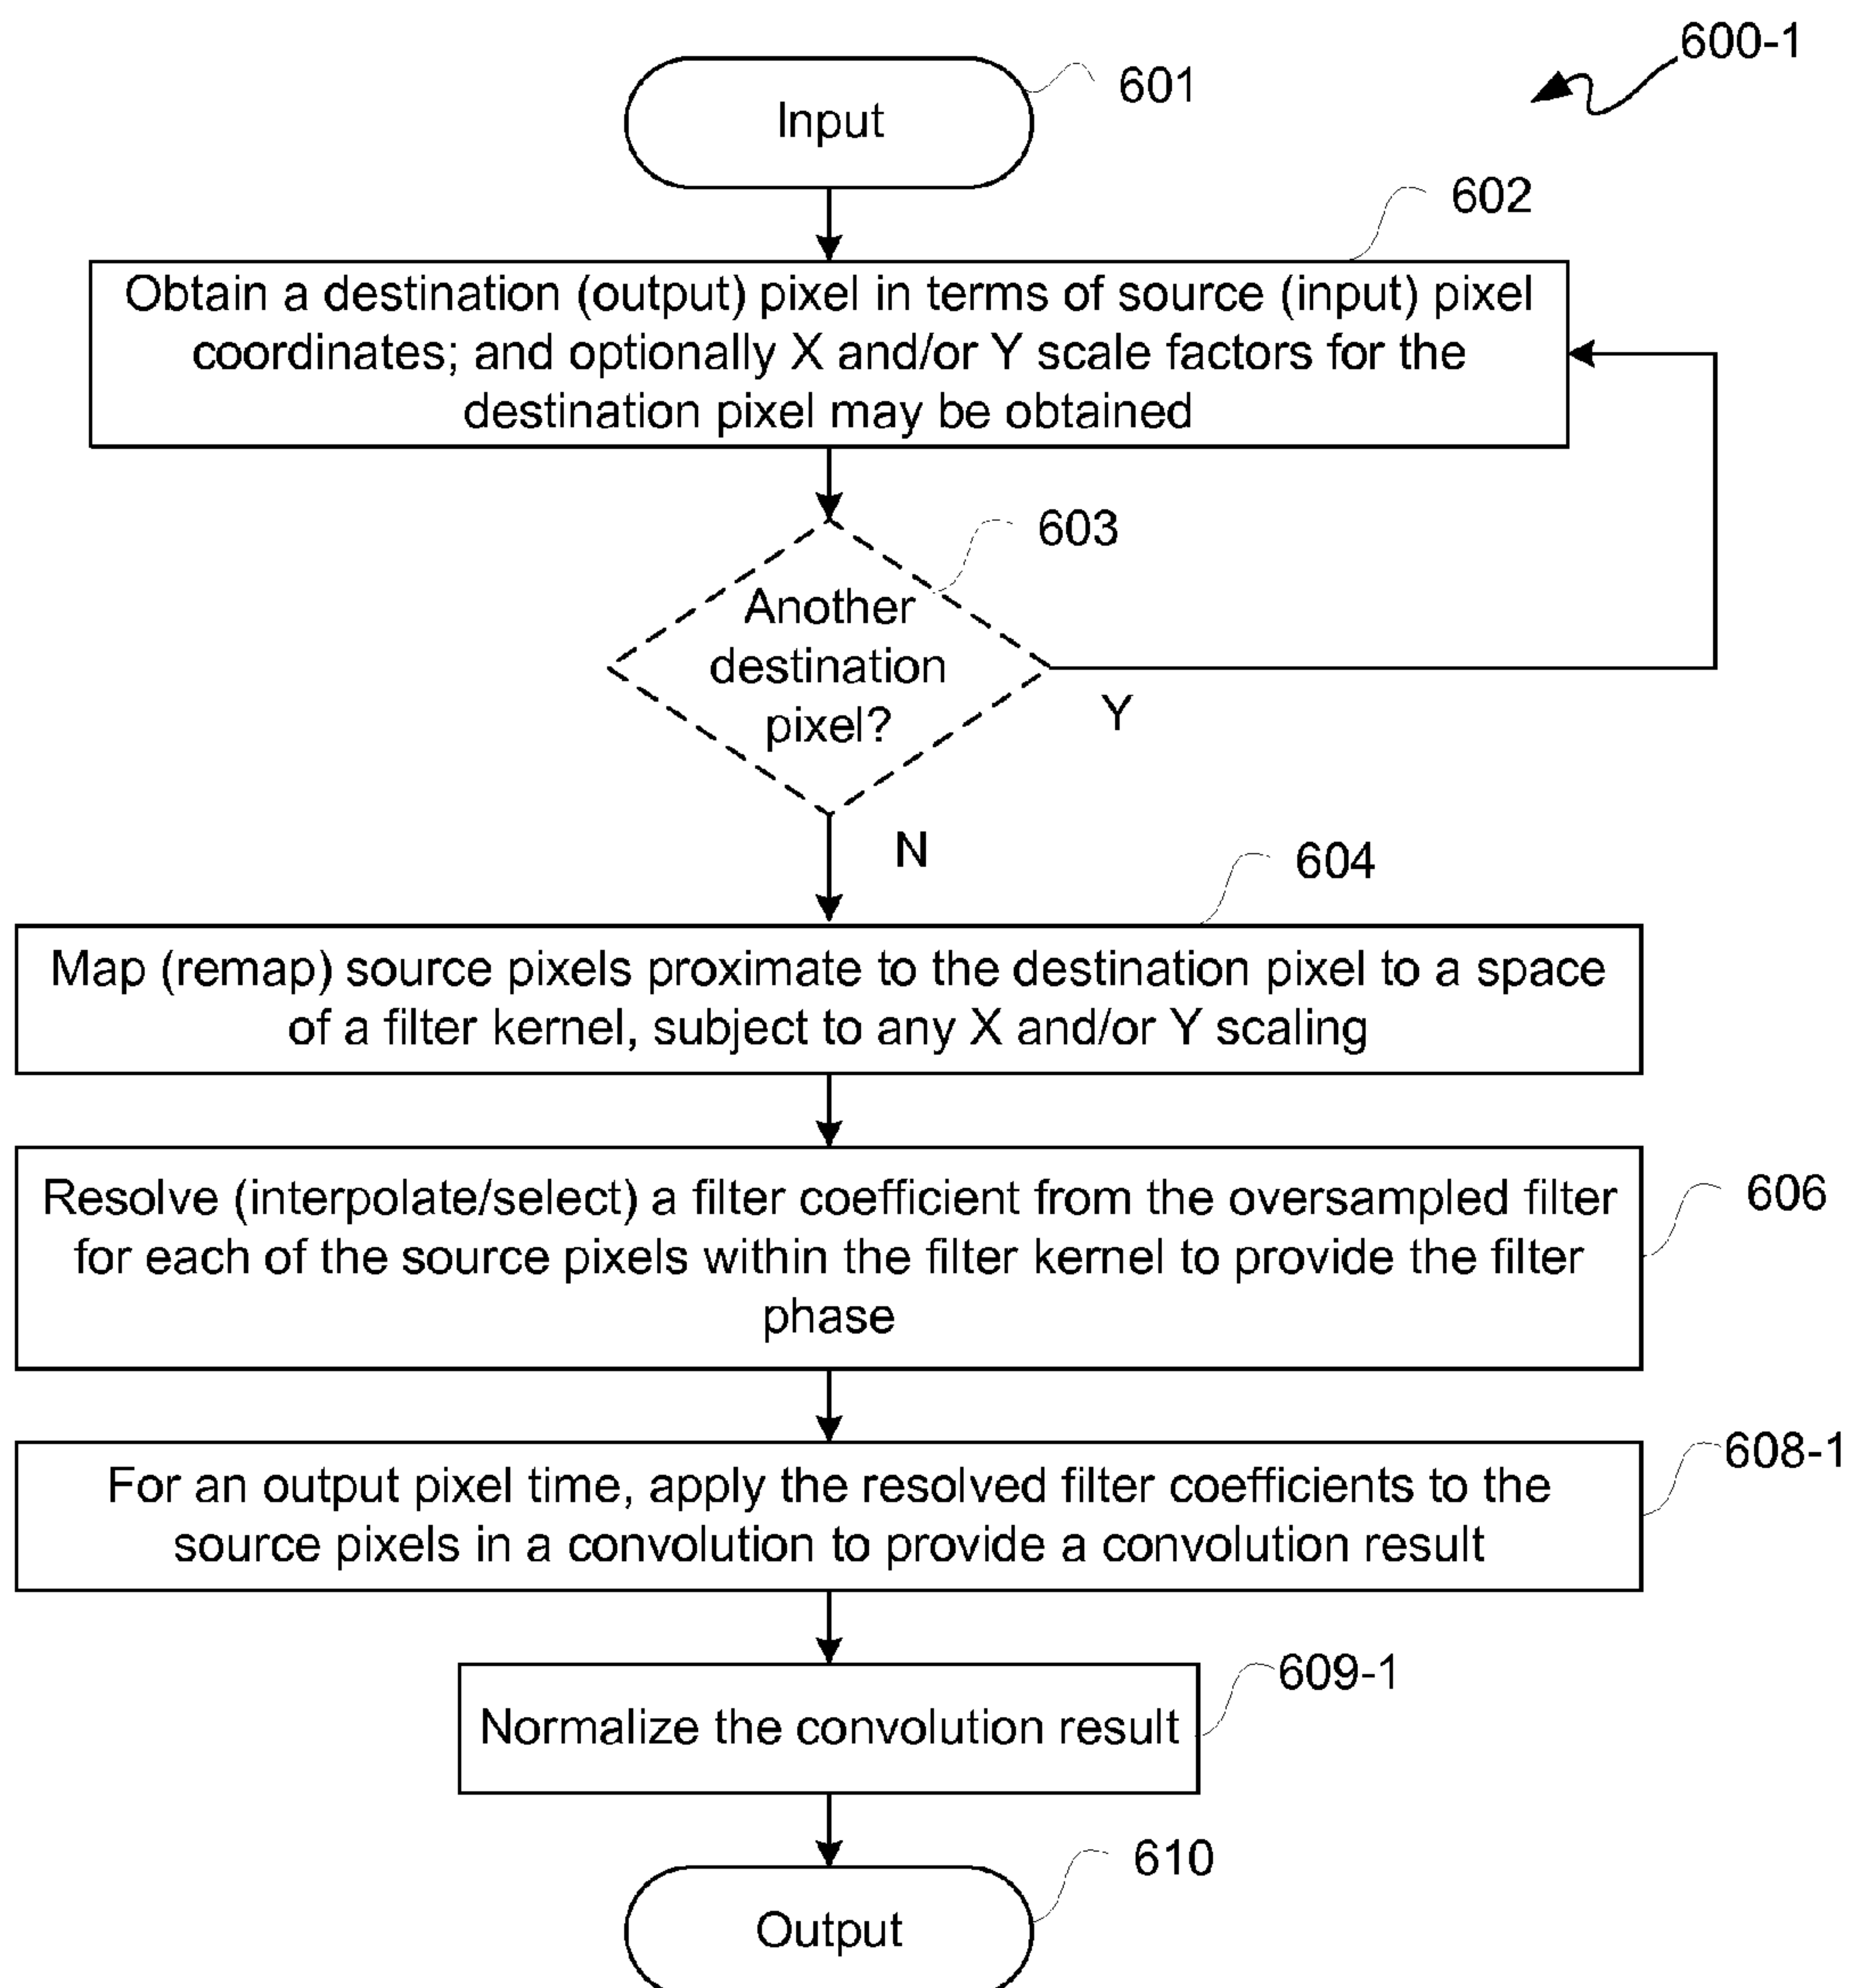 600-1
601
Input
602
Obtain a destination (output) pixel in terms of source (input) pixel
coordinates; and optionally X and/or Y scale factors for the
destination pixel may be obtained
603
Another
destination
pixel?
Y
N
604
Map (remap) source pixels proximate to the destination pixel to a space
of a filter kernel, subject to any X and/or Y scaling
606
Resolve (interpolate/select) a filter coefficient from the oversampled filter
for each of the source pixels within the filter kernel to provide the filter
phase
608-1
For an output pixel time, apply the resolved filter coefficients to the
source pixels in a convolution to provide a convolution result
609-1
Normalize the convolution result
610
Output